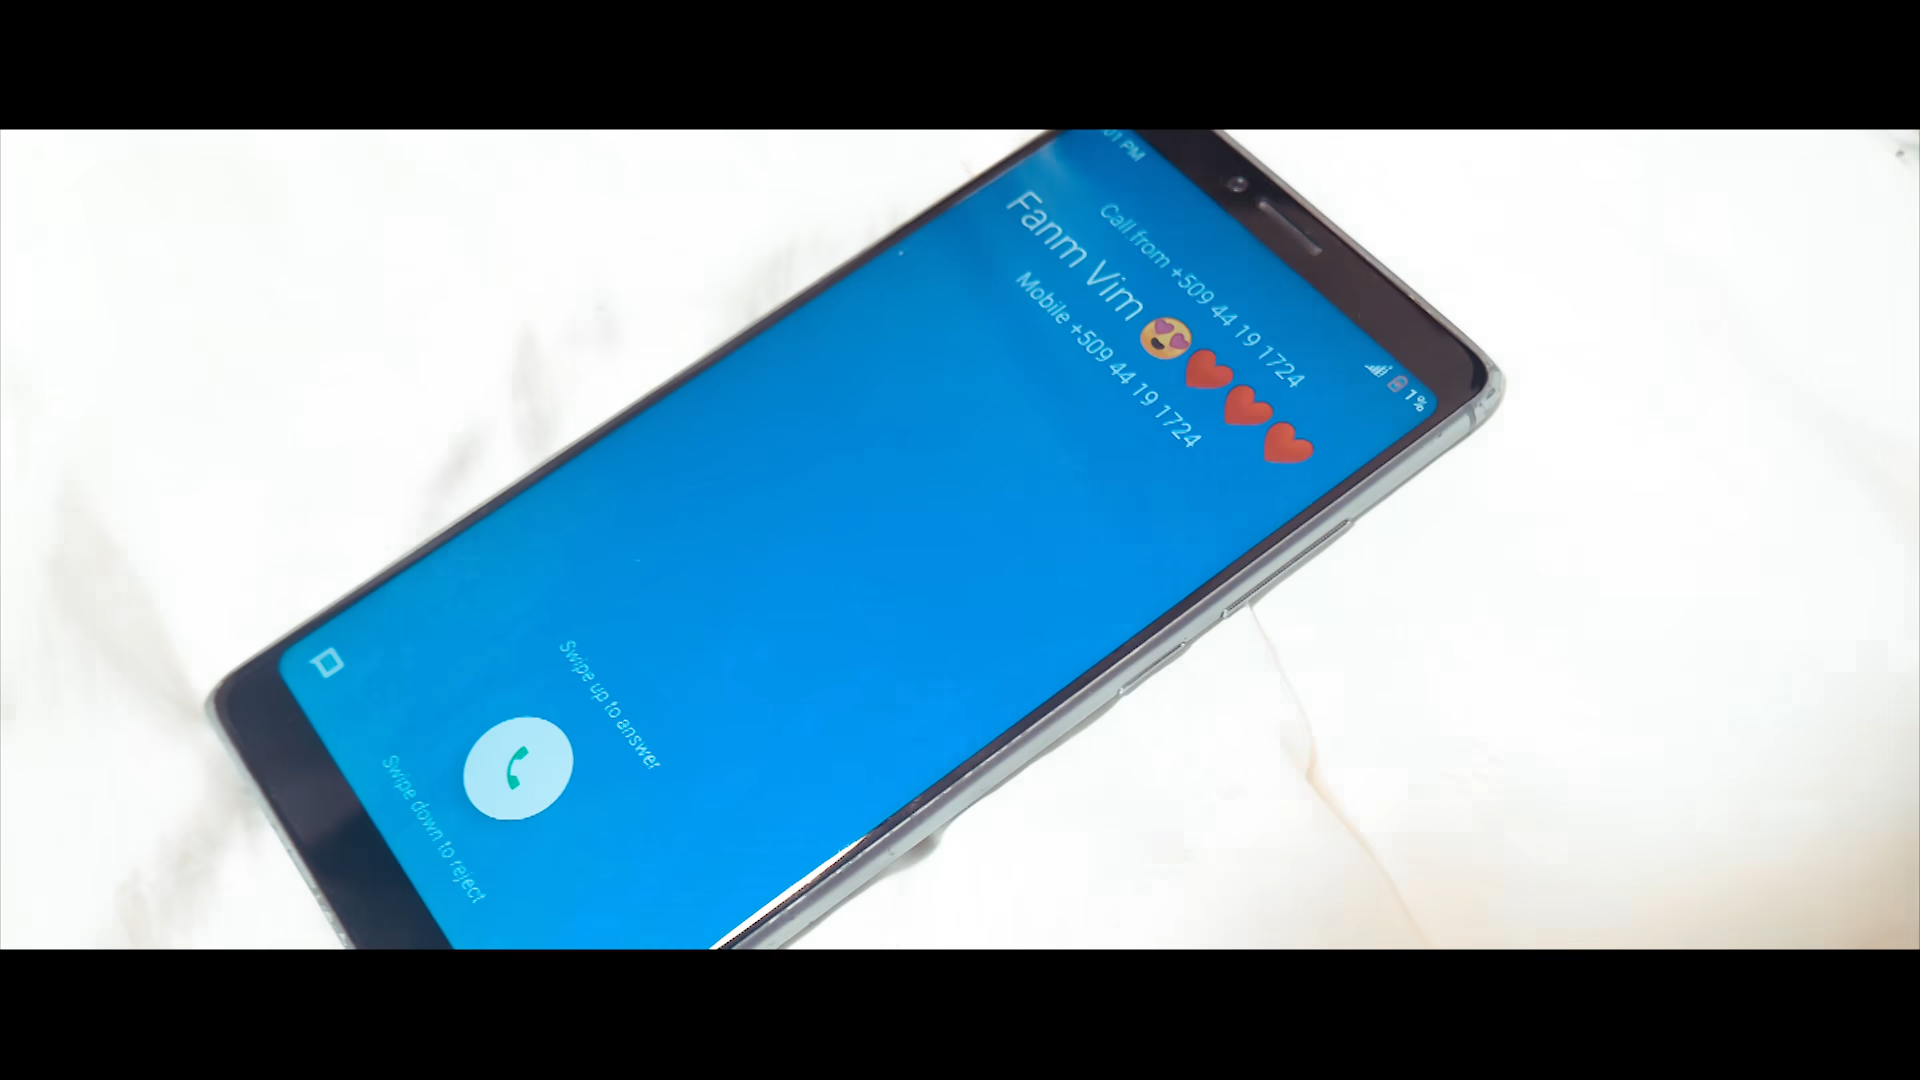 01 PM
1%
Call from +509 44 19 1724
Fanm Vim 😍❤️❤️❤️
Mobile +509 44 19 1724
Swipe up to answer
Swipe down to reject